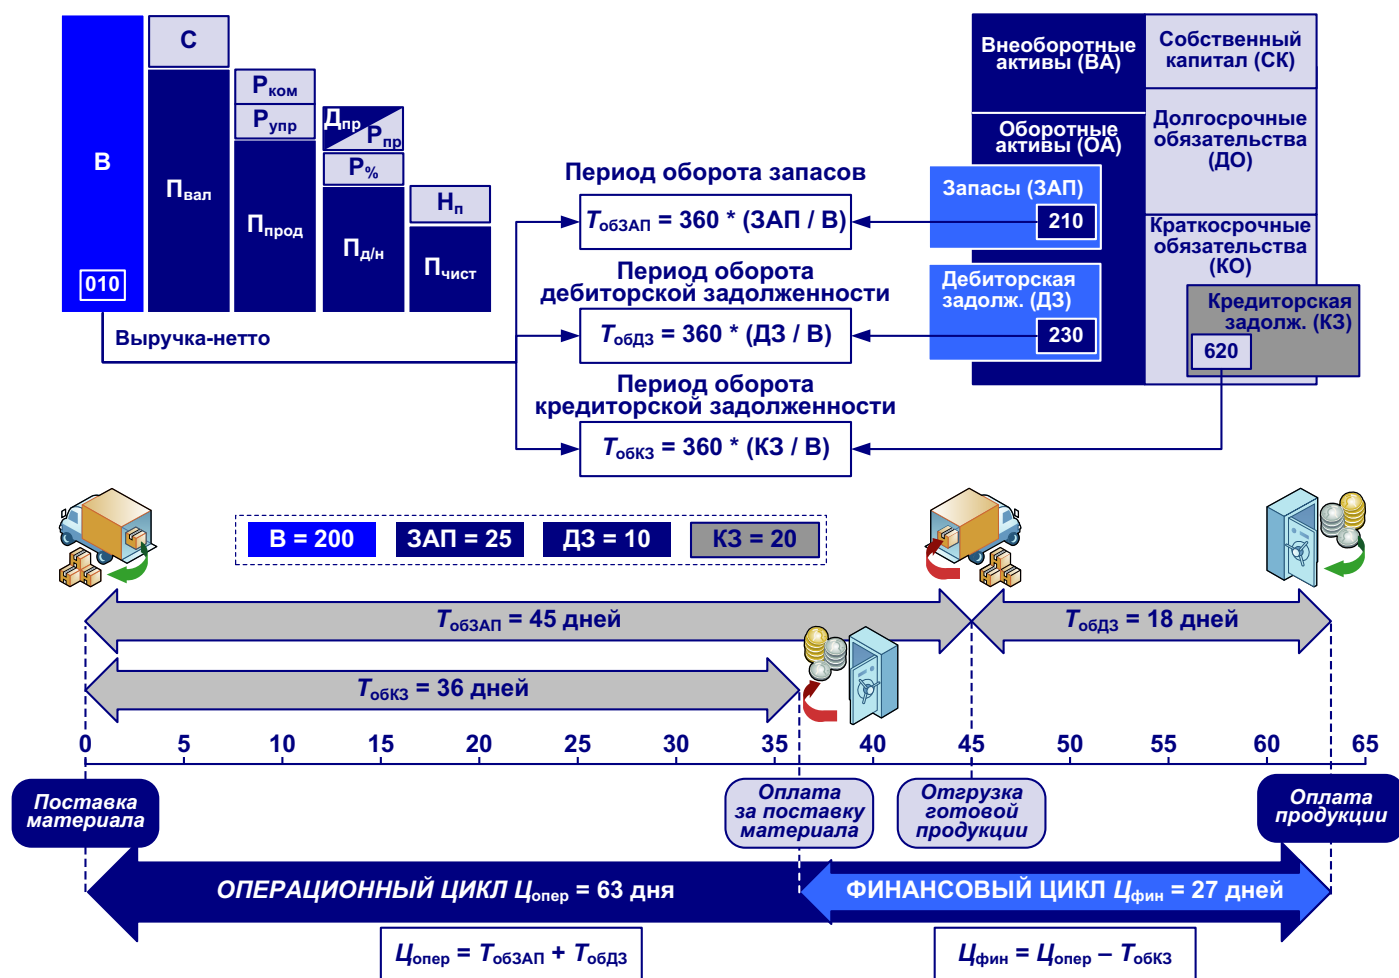 В
010
С
Пвал
Рком
Рупр
Ппрод
Дпр
Рпр
Р%
Пд/н
Нп
Пчист
Выручка-нетто
Период оборота запасов
TобЗАП = 360 * (ЗАП / В)
Период оборота
дебиторской задолженности
TобДЗ = 360 * (ДЗ / В)
Период оборота
кредиторской задолженности
TобКЗ = 360 * (КЗ / В)
Внеоборотные
активы (ВА)
Оборотные
активы (ОА)
Запасы (ЗАП)
210
Дебиторская
задолж. (ДЗ)
230
Собственный
капитал (СК)
Долгосрочные
обязательства
(ДО)
Краткосрочные
обязательства
(КО)
Кредиторская
задолж. (КЗ)
620
В = 200
ЗАП = 25
ДЗ = 10
КЗ = 20
TобЗАП = 45 дней
TобДЗ = 18 дней
TобКЗ = 36 дней
0 5 10 15 20 25 30 35 40 45 50 55 60 65
Поставка
материала
Оплата
за поставку
материала
Отгрузка
готовой
продукции
Оплата
продукции
ОПЕРАЦИОННЫЙ ЦИКЛ Цопер = 63 дня
ФИНАНСОВЫЙ ЦИКЛ Цфин = 27 дней
Цопер = TобЗАП + TобДЗ
Цфин = Цопер – TобКЗ